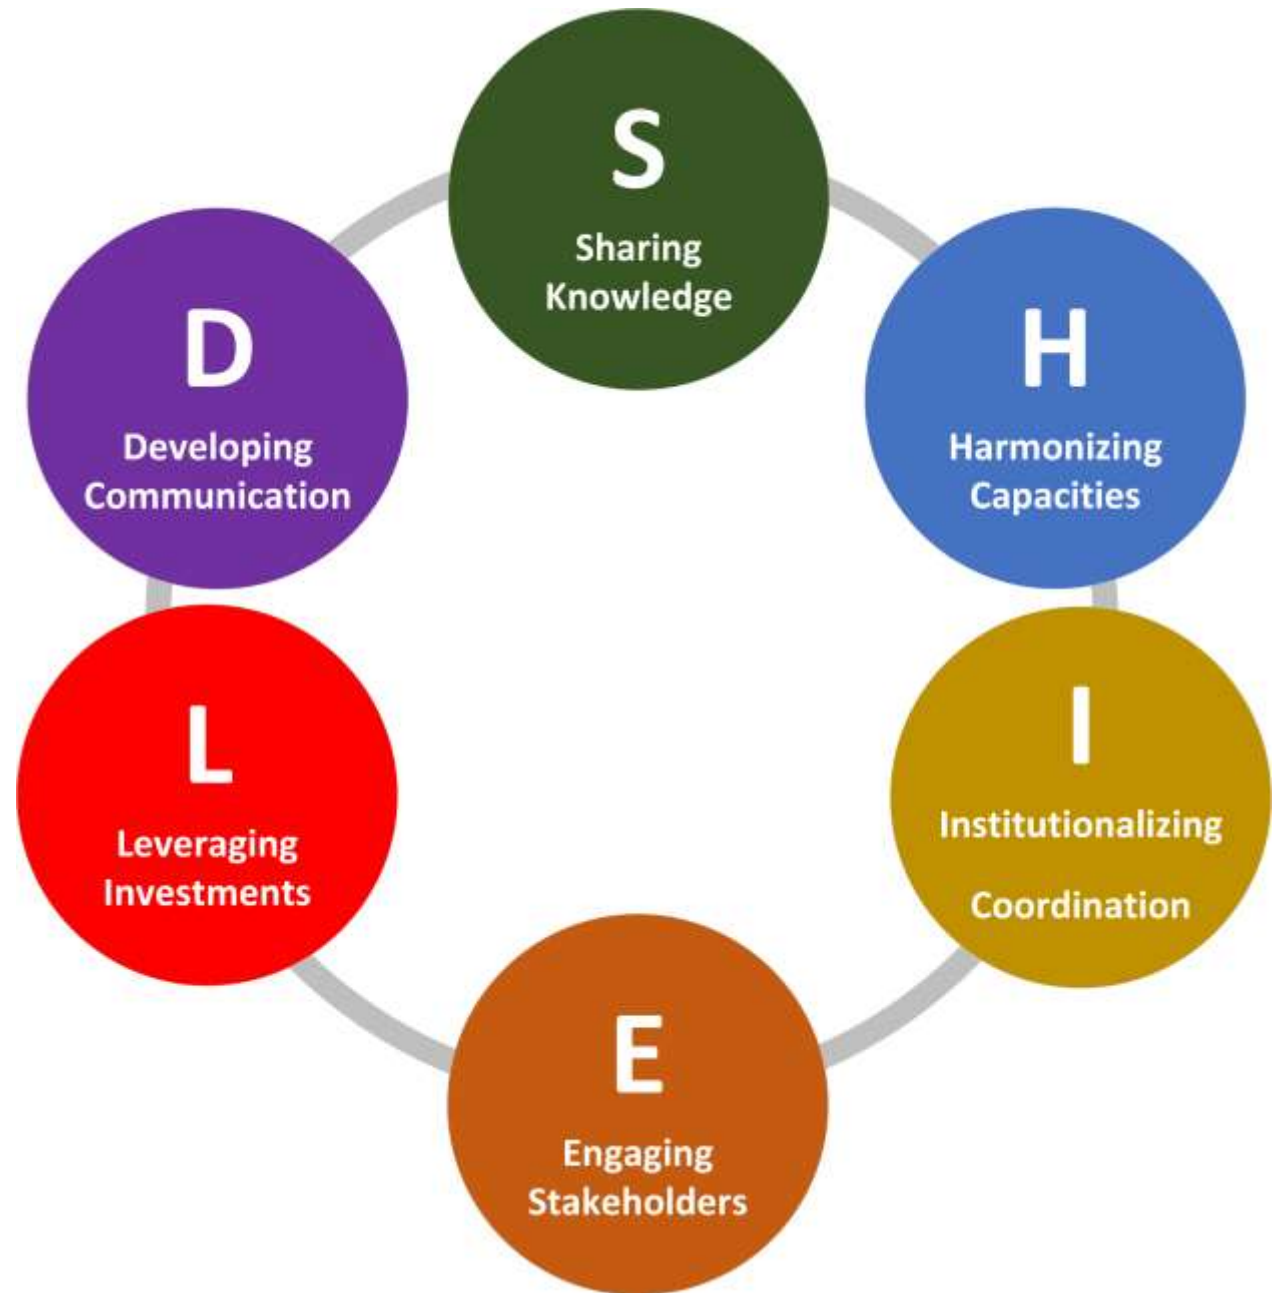 S
Sharing
Knowledge
H
Harmonizing
Capacities
I
Institutionalizing
Coordination
E
Engaging
Stakeholders
L
Leveraging
Investments
D
Developing
Communication